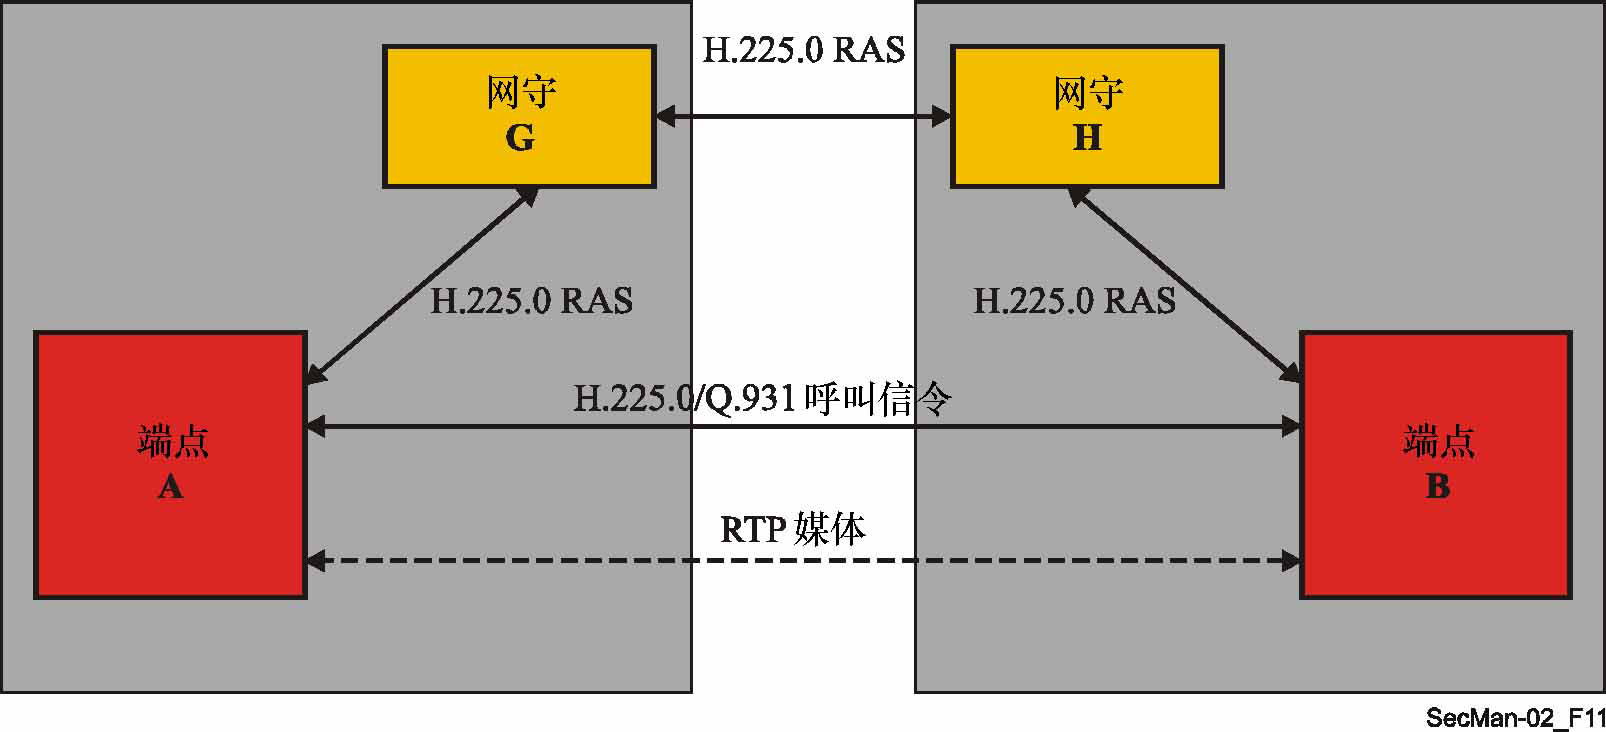 H.225.0 RAS
网守
G
网守
H
H.225.0 RAS
H.225.0 RAS
H.225.0/Q.931 呼叫信令
端点
A
端点
B
RTP 媒体
SecMan-02_F11